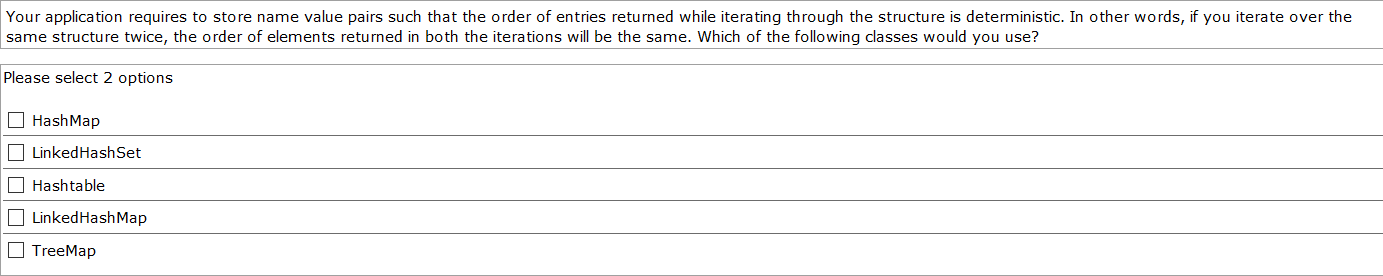 Your application requires to store name value pairs such that the order of entries returned while iterating through the structure is deterministic. In other words, if you iterate over the
same structure twice, the order of elements returned in both the iterations will be the same. Which of the following classes would you use?
Please select 2 options
HashMap
LinkedHashSet
Hashtable
LinkedHashMap
TreeMap